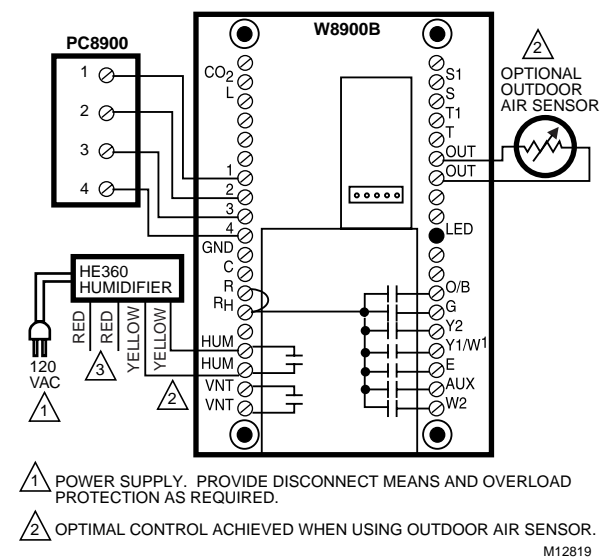 PC8900
W8900B
1
2
3
4
CO2
L
1
2
3
4
GND
C
R
RH
HUM
HUM
VNT
VNT
S1
S
T1
T
OUT
OUT
LED
O/B
G
Y2
Y1/W1
E
AUX
W2
2
OPTIONAL
OUTDOOR
AIR SENSOR
HE360
HUMIDIFIER
RED
RED
YELLOW
YELLOW
120
VAC
1
3
2
1 POWER SUPPLY. PROVIDE DISCONNECT MEANS AND OVERLOAD
PROTECTION AS REQUIRED.
2 OPTIMAL CONTROL ACHIEVED WHEN USING OUTDOOR AIR SENSOR.
M12819